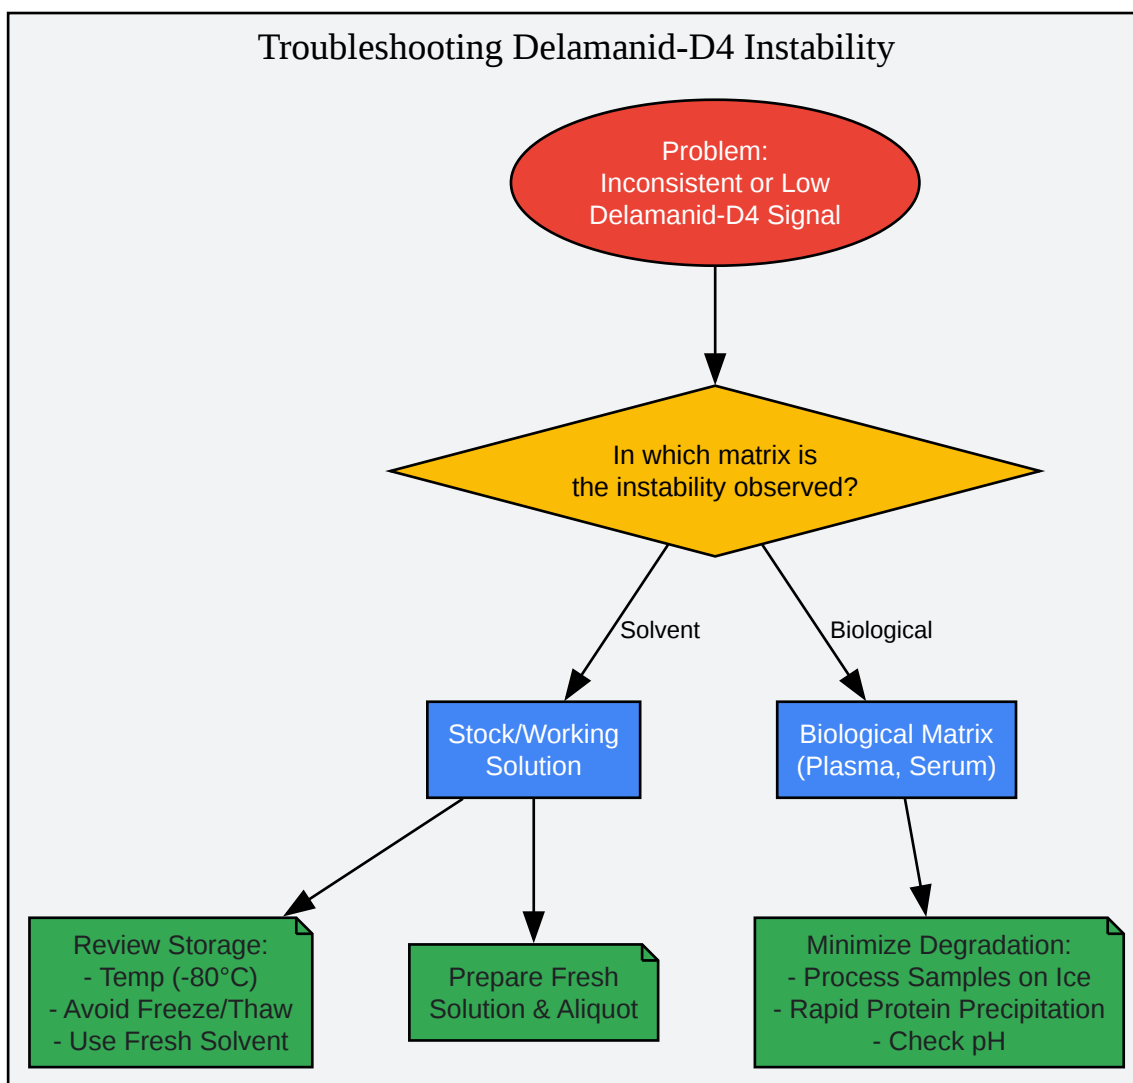 Troubleshooting Delamanid-D4 Instability
Problem:
Inconsistent or Low
Delamanid-D4 Signal
In which matrix is
the instability observed?
Solvent
Biological
Stock/Working
Solution
Biological Matrix
(Plasma, Serum)
Review Storage:
- Temp (-80°C)
- Avoid Freeze/Thaw
- Use Fresh Solvent
Prepare Fresh
Solution & Aliquot
Minimize Degradation:
- Process Samples on Ice
- Rapid Protein Precipitation
- Check pH